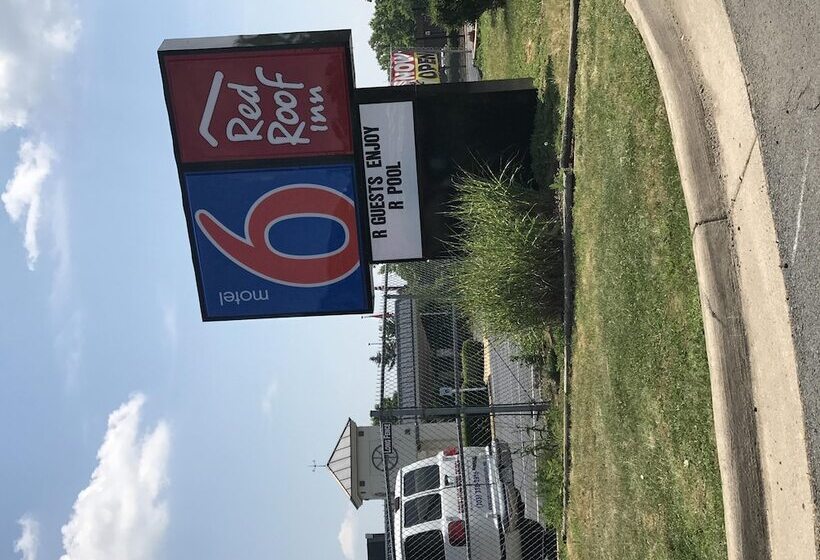 motel
6
Red
Roof
Inn
R GUESTS ENJOY
R POOL
NOW
OPEN